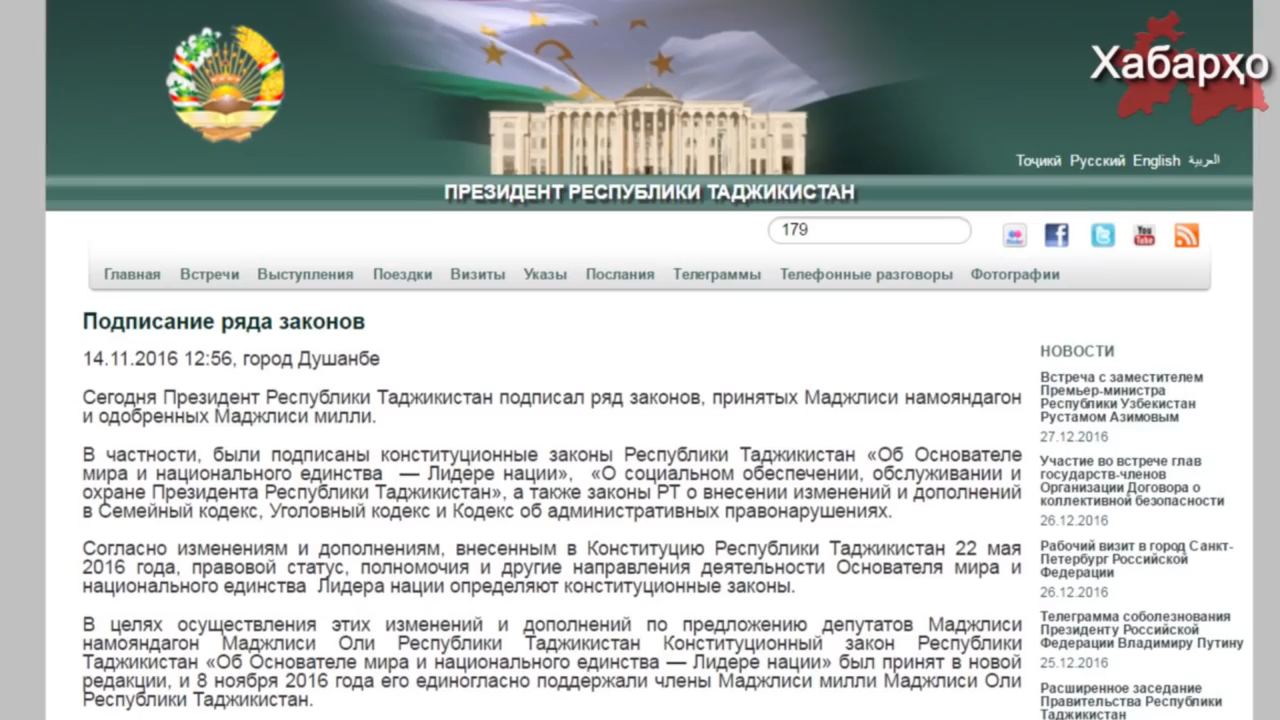 Хабарҳо
Тоҷикӣ Русский English العربية
ПРЕЗИДЕНТ РЕСПУБЛИКИ ТАДЖИКИСТАН
179
You Tube
Главная Встречи Выступления Поездки Визиты Указы Послания Телеграммы Телефонные разговоры Фотографии
Подписание ряда законов
14.11.2016 12:56, город Душанбе
Сегодня Президент Республики Таджикистан подписал ряд законов, принятых Маджлиси намояндагон
и одобренных Маджлиси милли.
В частности, были подписаны конституционные законы Республики Таджикистан «Об Основателе
мира и национального единства — Лидере нации», «О социальном обеспечении, обслуживании и
охране Президента Республики Таджикистан», а также законы РТ о внесении изменений и дополнений
в Семейный кодекс, Уголовный кодекс и Кодекс об административных правонарушениях.
Согласно изменениям и дополнениям, внесенным в Конституцию Республики Таджикистан 22 мая
2016 года, правовой статус, полномочия и другие направления деятельности Основателя мира и
национального единства Лидера нации определяют конституционные законы.
В целях осуществления этих изменений и дополнений по предложению депутатов Маджлиси
намояндагон Маджлиси Оли Республики Таджикистан Конституционный закон Республики
Таджикистан «Об Основателе мира и национального единства — Лидере нации» был принят в новой
редакции, и 8 ноября 2016 года его единогласно поддержали члены Маджлиси милли Маджлиси Оли
Республики Таджикистан.
НОВОСТИ
Встреча с заместителем
Премьер-министра
Республики Узбекистан
Рустамом Азимовым
27.12.2016
Участие во встрече глав
государств-членов
Организации Договора о
коллективной безопасности
26.12.2016
Рабочий визит в город Санкт-
Петербург Российской
Федерации
26.12.2016
Телеграмма соболезнования
Президенту Российской
Федерации Владимиру Путину
25.12.2016
Расширенное заседание
Правительства Республики
Таджикистан